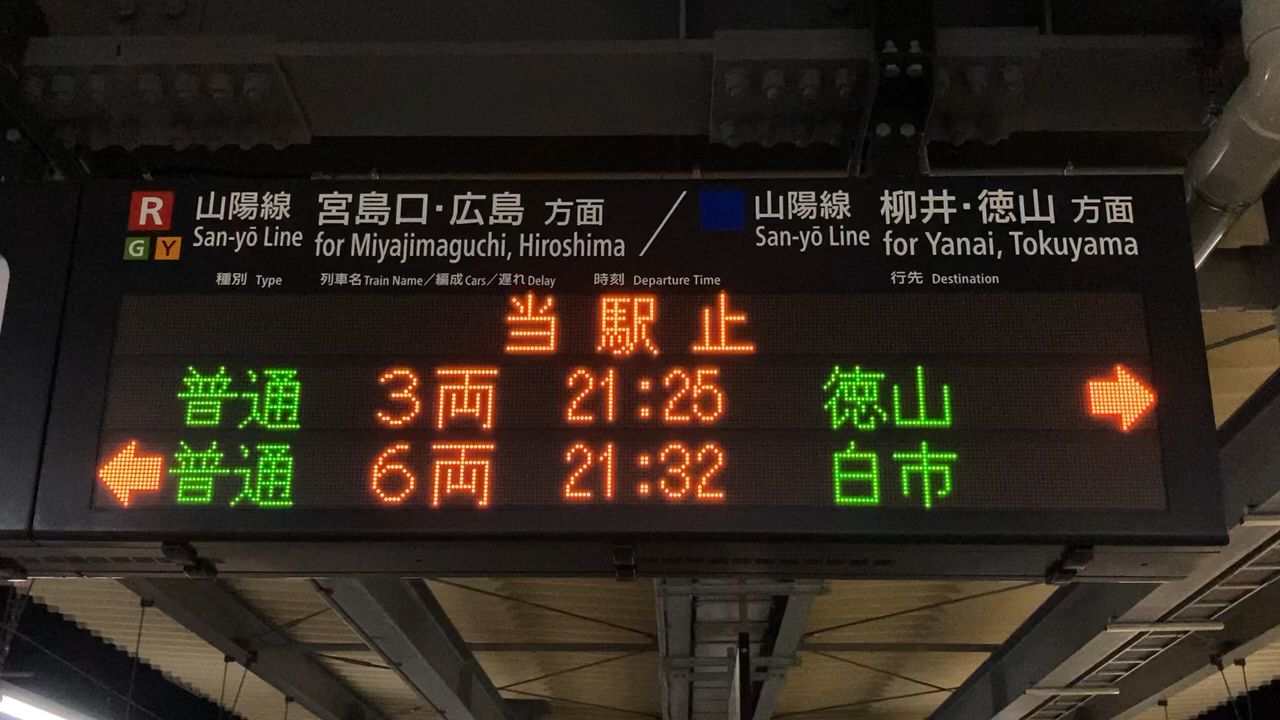 R 山陽線 宮島口・広島 方面 / 山陽線 柳井・徳山 方面
G Y San-yō Line for Miyajimaguchi, Hiroshima San-yō Line for Yanai, Tokuyama
種別 Type 列車名 Train Name／編成 Cars／遅れ Delay 時刻 Departure Time 行先 Destination
当駅止
普通 3両 21:25 徳山
普通 6両 21:32 白市